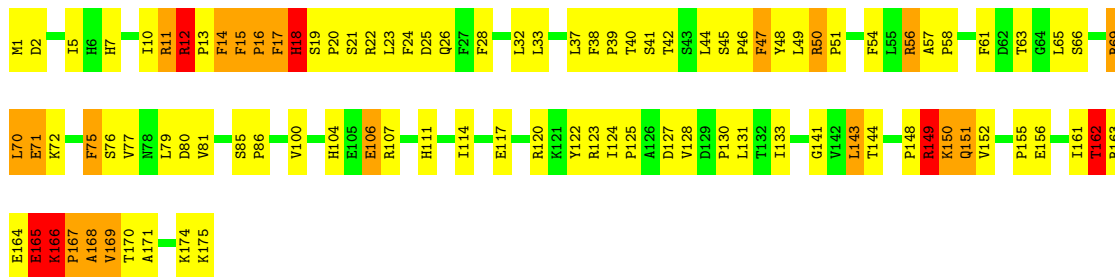 M1 D2 I5 H6 H7 I10 R11 R12 P13 F14 F15 P16 F17 H18 S19 P20 S21 R22 L23 F24 D25 Q26 F27 F28 L32 L33 L37 F38 P39 T40 S41 T42 S43 L44 S45 P46 F47 Y48 L49 R50 P51 F54 L55 R56 A57 P58 F61 D62 T63 G64 L65 S66 R69
L70 E71 K72 F75 S76 V77 N78 L79 D80 V81 S85 P86 V100 H104 E105 E106 R107 H111 I114 E117 R120 K121 Y122 R123 I124 P125 A126 D127 V128 D129 P130 L131 T132 I133 G141 V142 L143 T144 P148 R149 K150 Q151 V152 P155 E156 I161 T162 R163
E164 E165 K166 P167 A168 V169 T170 A171 K174 K175